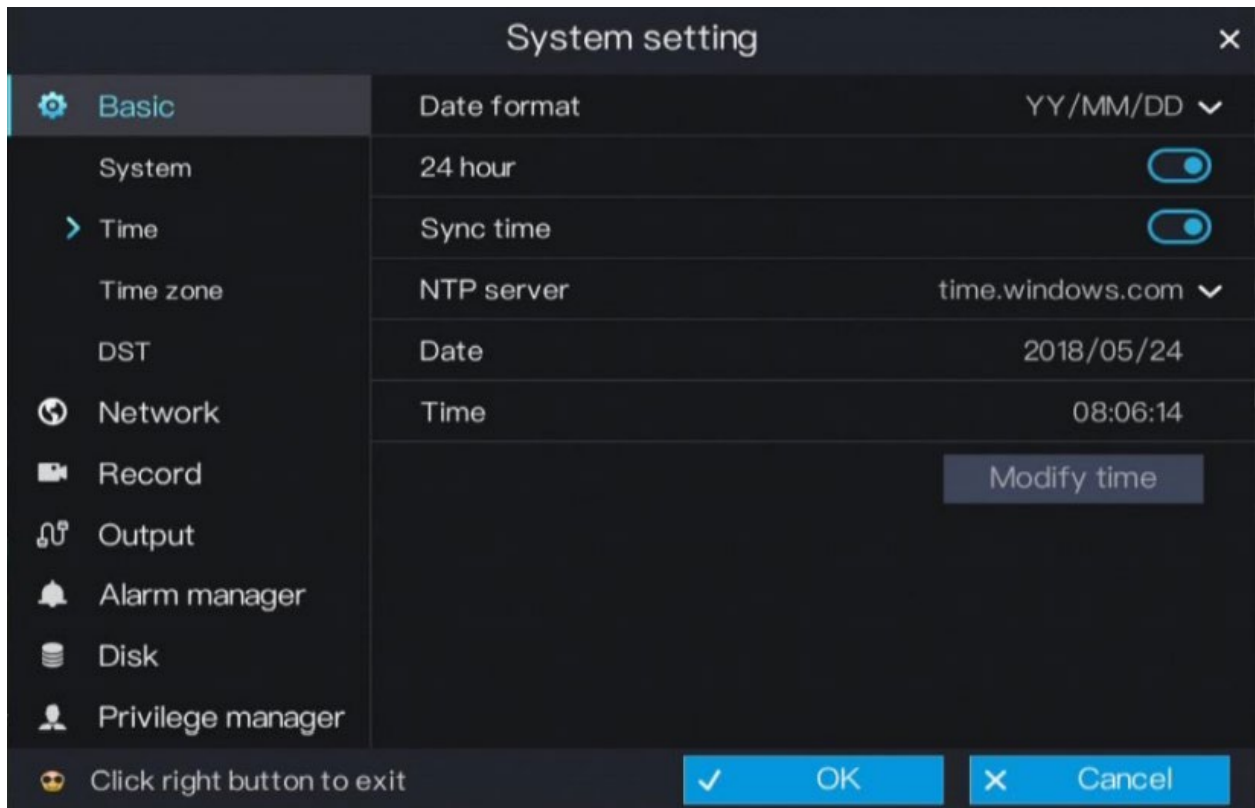 System setting
Basic
Date format YY/MM/DD
System
24 hour
Time
Sync time
Time zone
NTP server time.windows.com
DST
Date 2018/05/24
Network
Time 08:06:14
Record
Modify time
Output
Alarm manager
Disk
Privilege manager
Click right button to exit
OK
Cancel